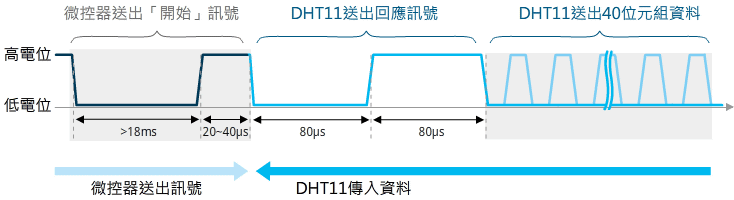 微控器送出「開始」訊號
DHT11送出回應訊號
DHT11送出40位元組資料
高電位
低電位
>18ms
20~40μs
80μs
80μs
微控器送出訊號
DHT11傳入資料